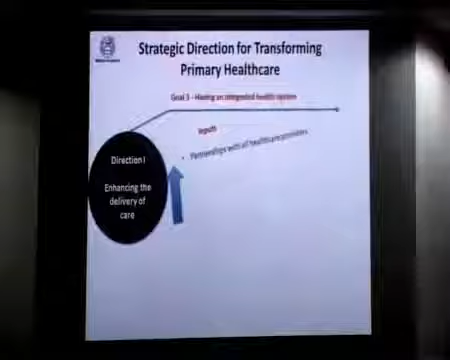 Strategic Direction for Transforming
Primary Healthcare
Goal 3 - Having an integrated health system
Inputs
• Partnerships with all healthcare providers
Direction I
Enhancing the
delivery of
care